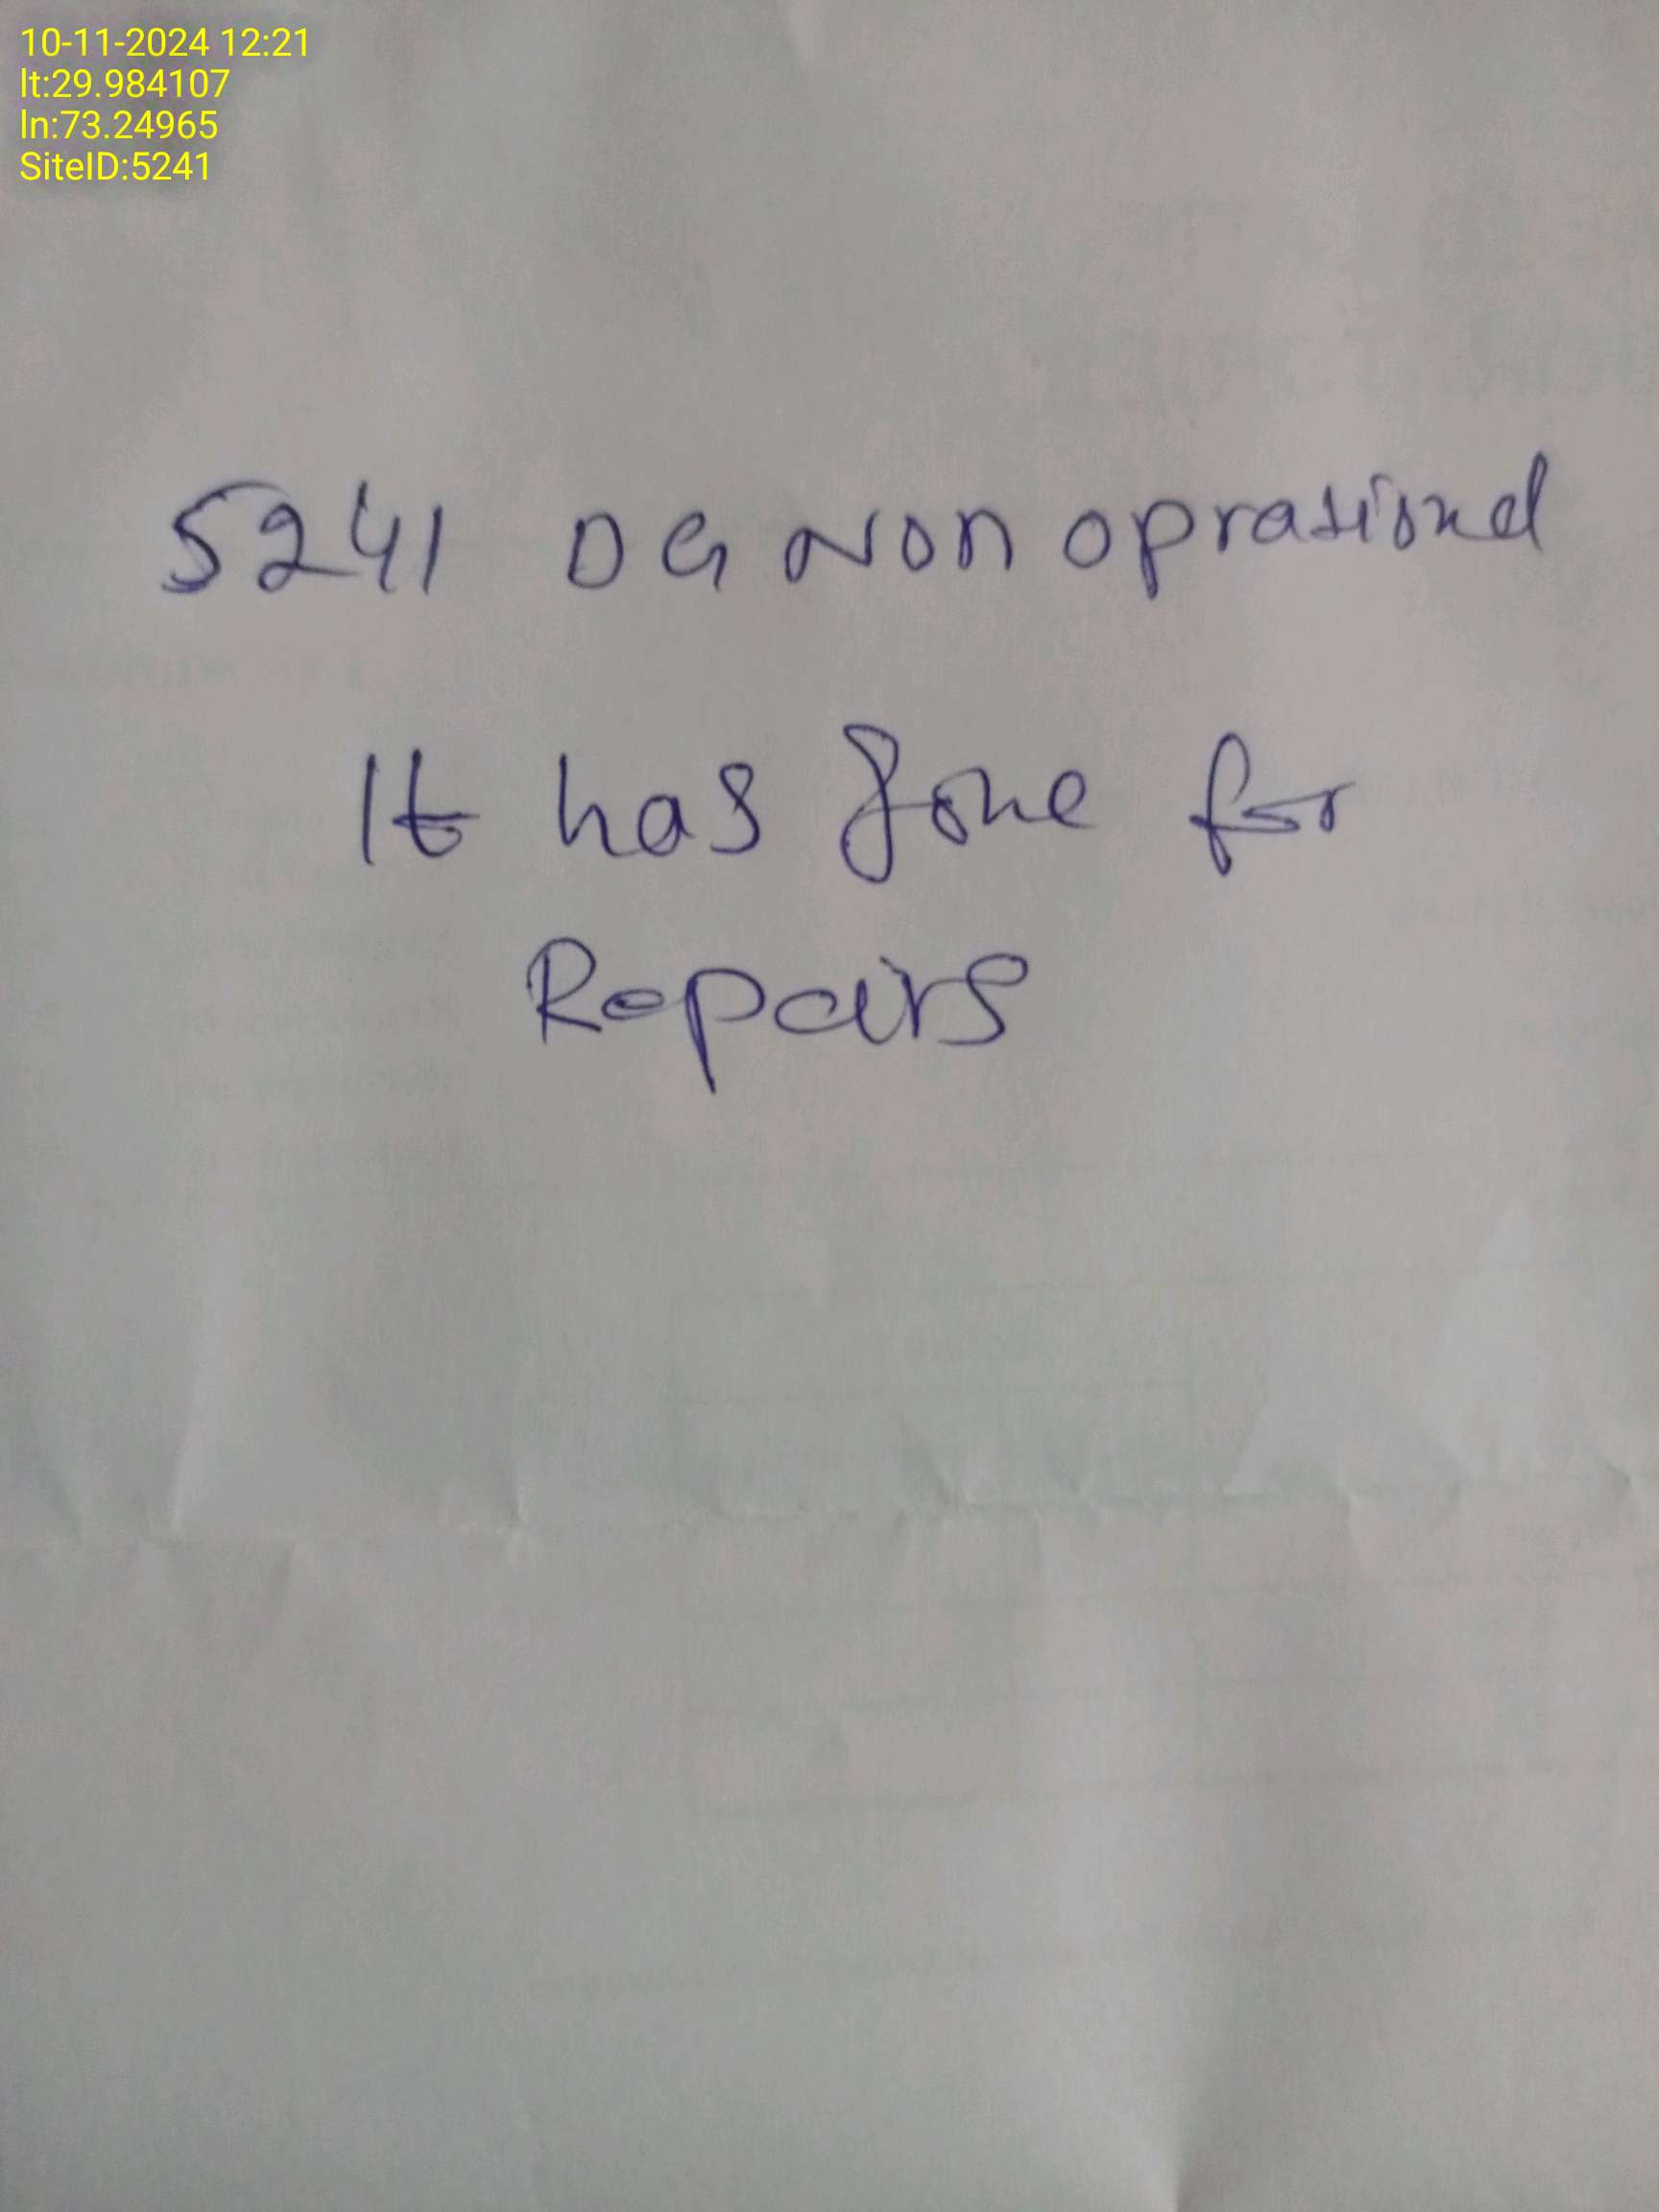 10-11-2024 12:21
lt:29.984107
ln:73.24965
SiteID:5241
5241 DG Non oprational
It has gone for
Repairs